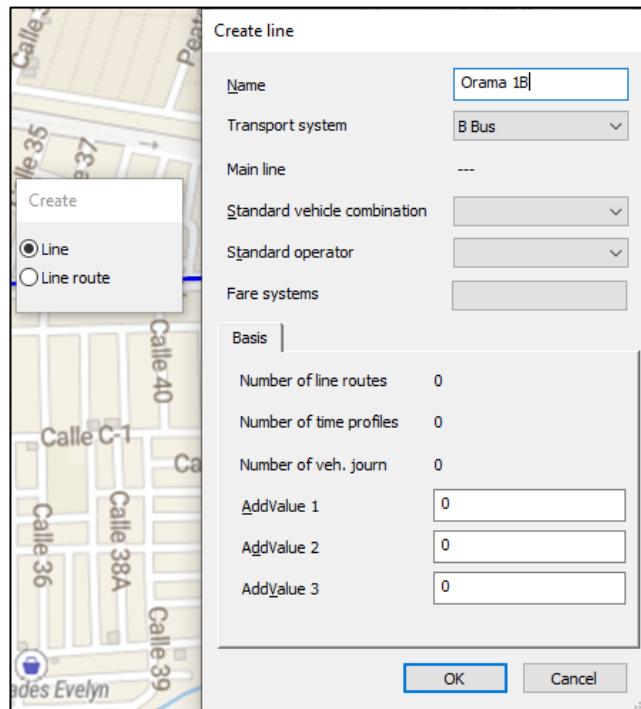 Calle
Peat
Calle 35
37
Create
Line
Line route
Calle 40
Calle C-1
Ca
Calle 36
Calle 38A
Calle 39
ades Evelyn
Create line
Name
Orama 1B
Transport system
B Bus
Main line
---
Standard vehicle combination
Standard operator
Fare systems
Basis
Number of line routes 0
Number of time profiles 0
Number of veh. journ 0
AddValue 1 0
AddValue 2 0
AddValue 3 0
OK Cancel